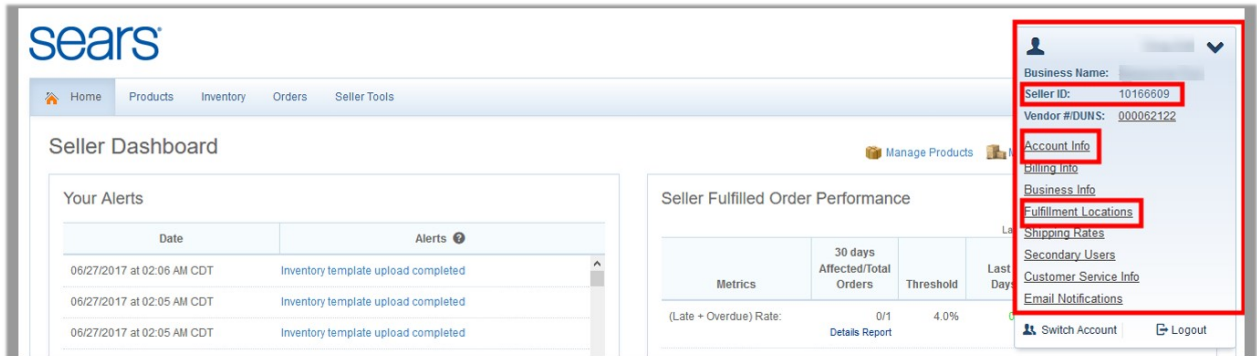 sears
Home Products Inventory Orders Seller Tools
Seller Dashboard
Manage Products
Your Alerts
Date Alerts
06/27/2017 at 02:06 AM CDT Inventory template upload completed
06/27/2017 at 02:05 AM CDT Inventory template upload completed
06/27/2017 at 02:05 AM CDT Inventory template upload completed
Seller Fulfilled Order Performance
Metrics
30 days
Affected/Total
Orders
Threshold
Last
(Late + Overdue) Rate: 0/1 4.0%
Details Report
Business Name:
Seller ID: 10166609
Vendor #/DUNS: 000062122
Account Info
Billing Info
Business Info
Fulfillment Locations
Shipping Rates
Secondary Users
Customer Service Info
Email Notifications
Switch Account Logout